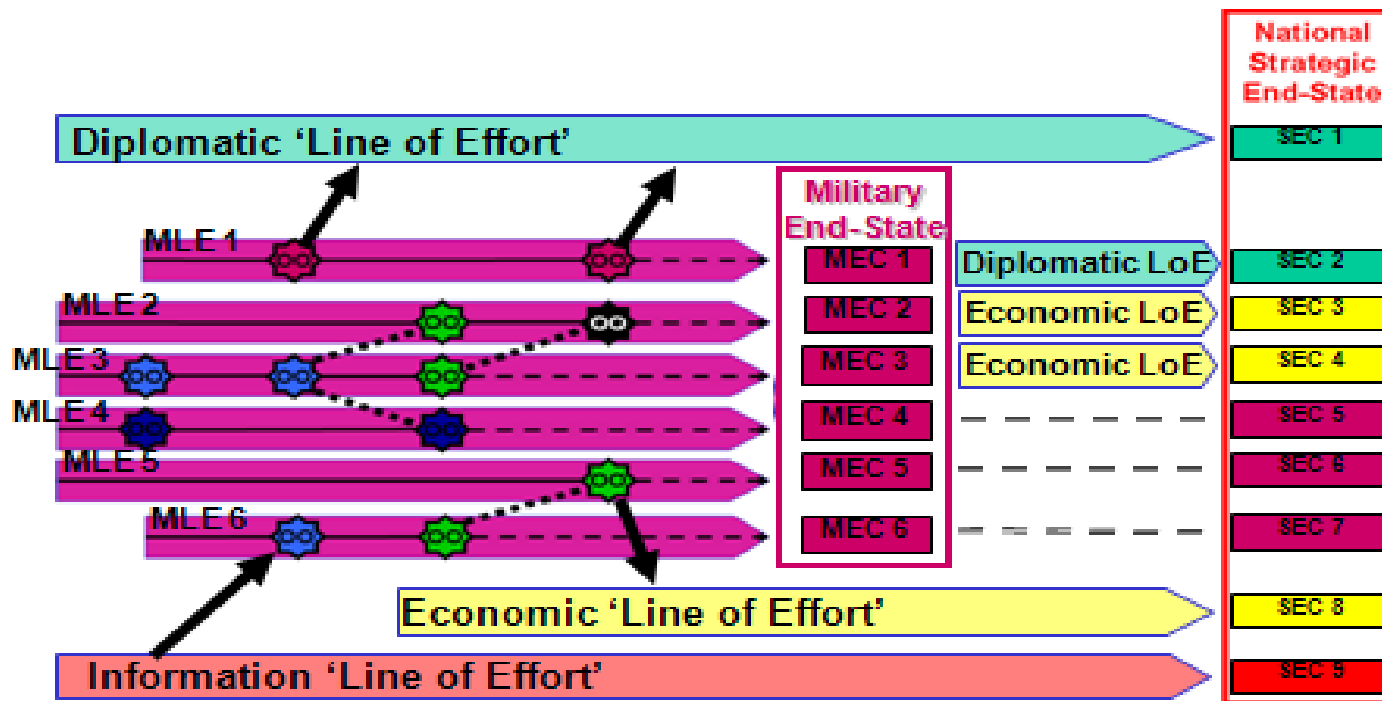 National
Strategic
End-State
Diplomatic ‘Line of Effort’
SEC 1
Military
End-State
MLE 1
MEC 1
Diplomatic LoE
SEC 2
MLE 2
MEC 2
Economic LoE
SEC 3
MLE 3
MEC 3
Economic LoE
SEC 4
MLE 4
MEC 4
SEC 5
MLE 5
MEC 5
SEC 6
MLE 6
MEC 6
SEC 7
Economic ‘Line of Effort’
SEC 8
Information ‘Line of Effort’
SEC 9